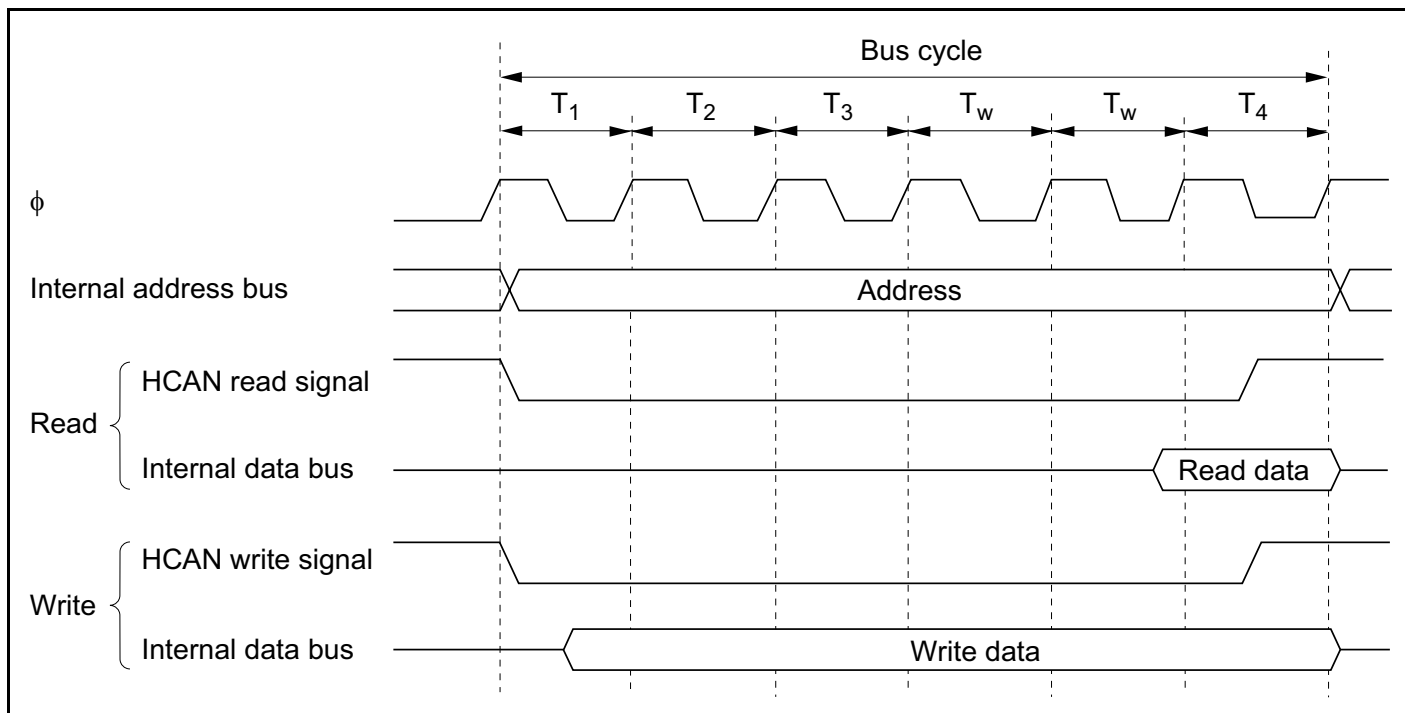 Bus cycle
T1 T2 T3 Tw Tw T4
ϕ
Internal address bus Address
HCAN read signal
Read
Internal data bus Read data
HCAN write signal
Write
Internal data bus Write data